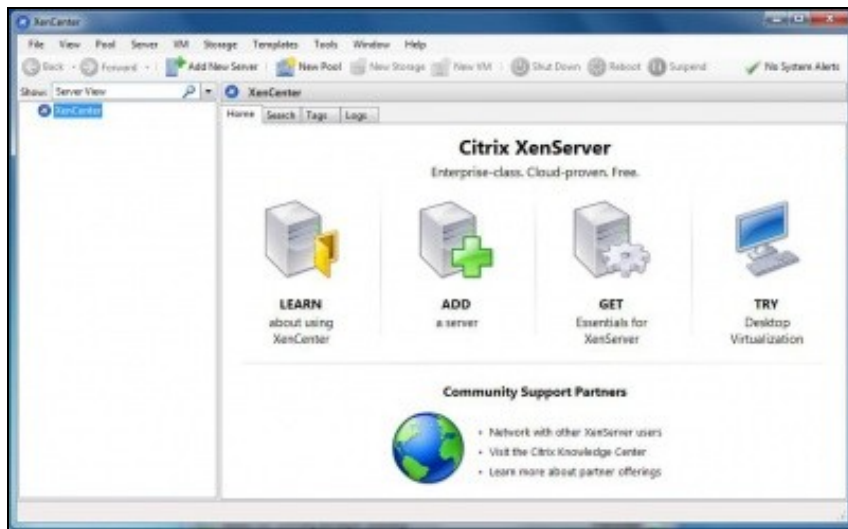 XenCenter
File View Pool Server VM Storage Templates Tools Window Help
Back Forward Add New Server New Pool New Storage New VM Shut Down Reboot Suspend No System Alerts
Show: Server View XenCenter
XenCenter
Home Search Tags Logs
Citrix XenServer
Enterprise-class. Cloud-proven. Free.
LEARN
about using
XenCenter
ADD
a server
GET
Essentials for
XenServer
TRY
Desktop
Virtualization
Community Support Partners
• Network with other XenServer users
• Visit the Citrix Knowledge Center
• Learn more about partner offerings